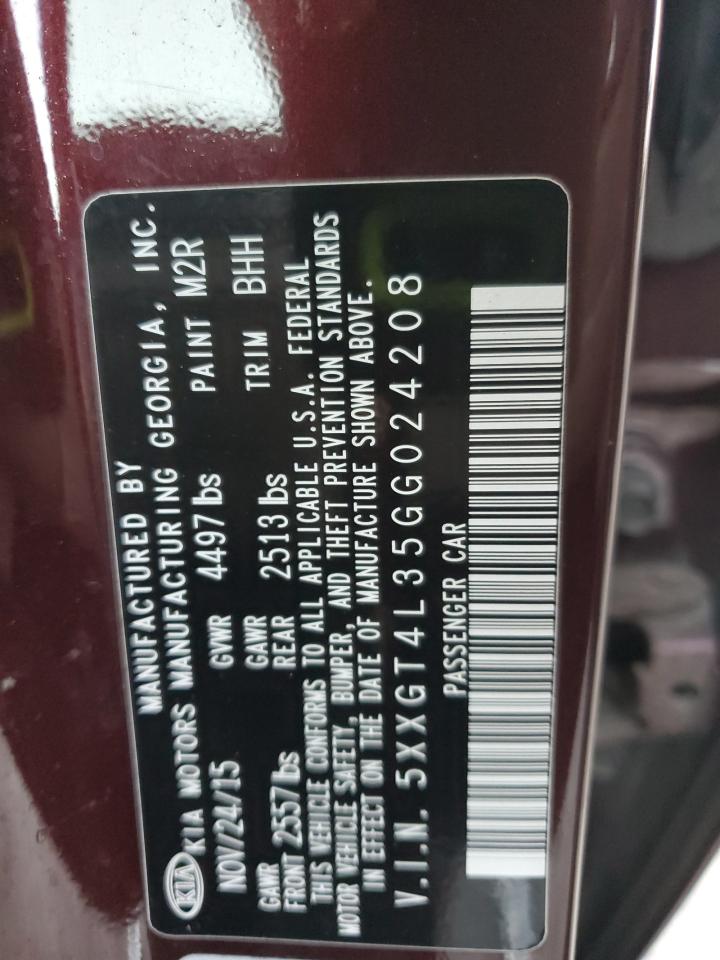 MANUFACTURED BY
KIA KIA MOTORS MANUFACTURING GEORGIA, INC.
NOV/24/15 GVWR 4497 lbs PAINT M2R
GAWR FRONT 2557 lbs GAWR REAR 2513 lbs TRIM BHH
THIS VEHICLE CONFORMS TO ALL APPLICABLE U.S.A. FEDERAL
MOTOR VEHICLE SAFETY, BUMPER, AND THEFT PREVENTION STANDARDS
IN EFFECT ON THE DATE OF MANUFACTURE SHOWN ABOVE.
V.I.N. 5XXGT4L35GG024208
PASSENGER CAR